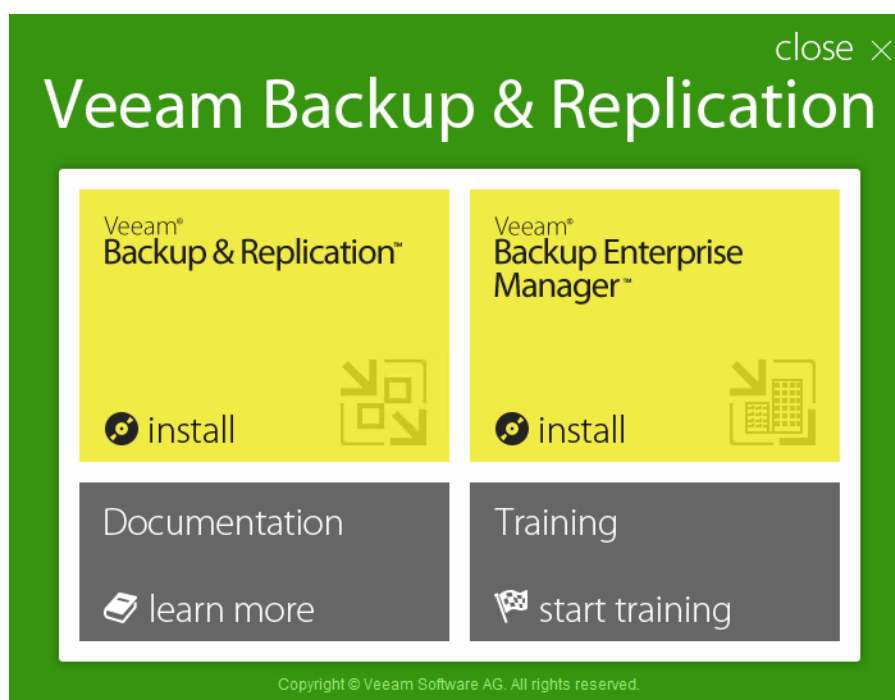 close ×
Veeam Backup & Replication
Veeam®
Backup & Replication™
install
Veeam®
Backup Enterprise
Manager™
install
Documentation
learn more
Training
start training
Copyright © Veeam Software AG. All rights reserved.